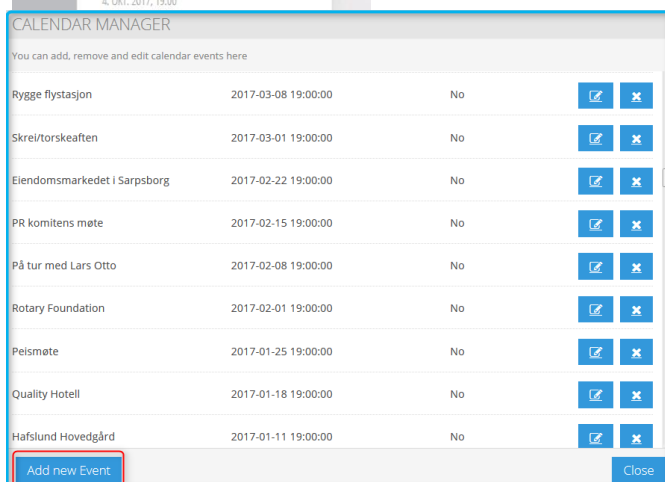 4. OKT. 2017, 19.00
CALENDAR MANAGER
You can add, remove and edit calendar events here
Rygge flystasjon 2017-03-08 19:00:00 No
Skrei/torskeaften 2017-03-01 19:00:00 No
Eiendomsmarkedet i Sarpsborg 2017-02-22 19:00:00 No
PR komitens møte 2017-02-15 19:00:00 No
På tur med Lars Otto 2017-02-08 19:00:00 No
Rotary Foundation 2017-02-01 19:00:00 No
Peismøte 2017-01-25 19:00:00 No
Quality Hotell 2017-01-18 19:00:00 No
Hafslund Hovedgård 2017-01-11 19:00:00 No
Add new Event Close